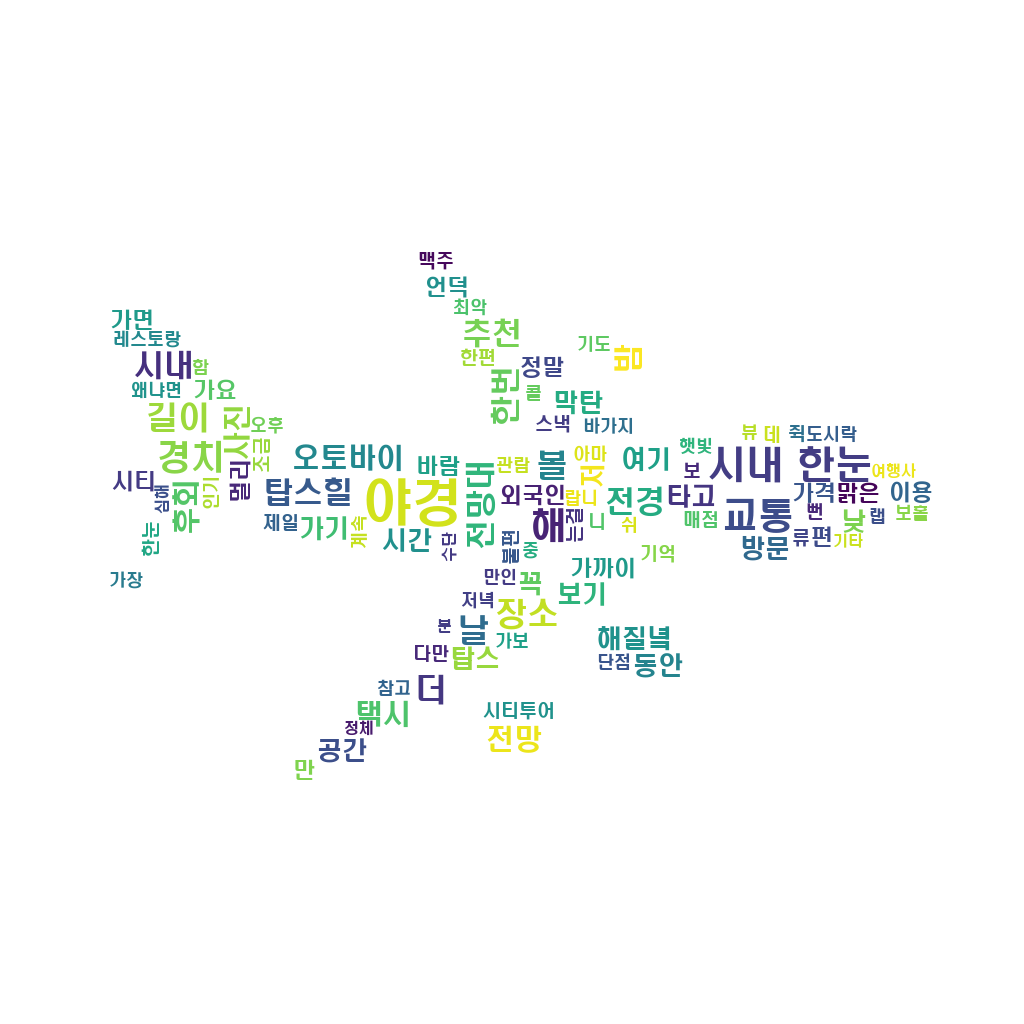 맥주
언덕
최악
추천
한편
한번
콜
정말
기도
밤
막탄
스낵
바가지
가면
레스토랑
시내
함
왜냐면
가요
길이
사진
오후
조금
경치
멀리
시티
심해
후회
인기
한눈
가장
오토바이
탑스힐
제일
가기
계속
야경
바람
시간
수단
전망대
관람
외국인
불편
중
볼
해
는걸
아마
저
랍니
니
쉬
여기
전경
햇빛
보
타고
매점
기억
뷰
데
쥑도시락
시내 한눈
여행사
교통
가격
맑은
이용
뿐
낮
랩
보홀
류
편
기타
방문
만인
꼭
가까이
보기
저녁
장소
분
날
가보
다만
탑스
해질녘
단점
동안
참고
더
택시
정체
공간
만
시티투어
전망